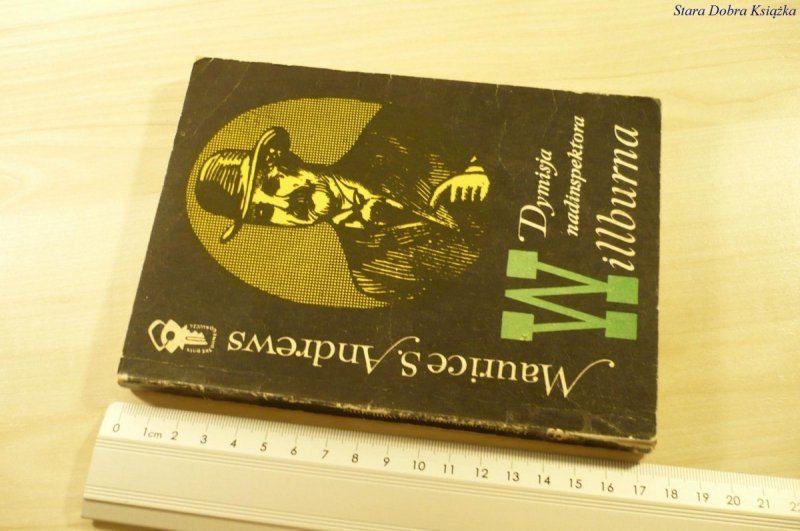 Stara Dobra Książka
Maurice S. Andrews
Dymisja
nadinspektora
Willburna
0 1cm 2 3 4 5 6 7 8 9 10 11 12 13 14 15 16 17 18 19 20 21 22